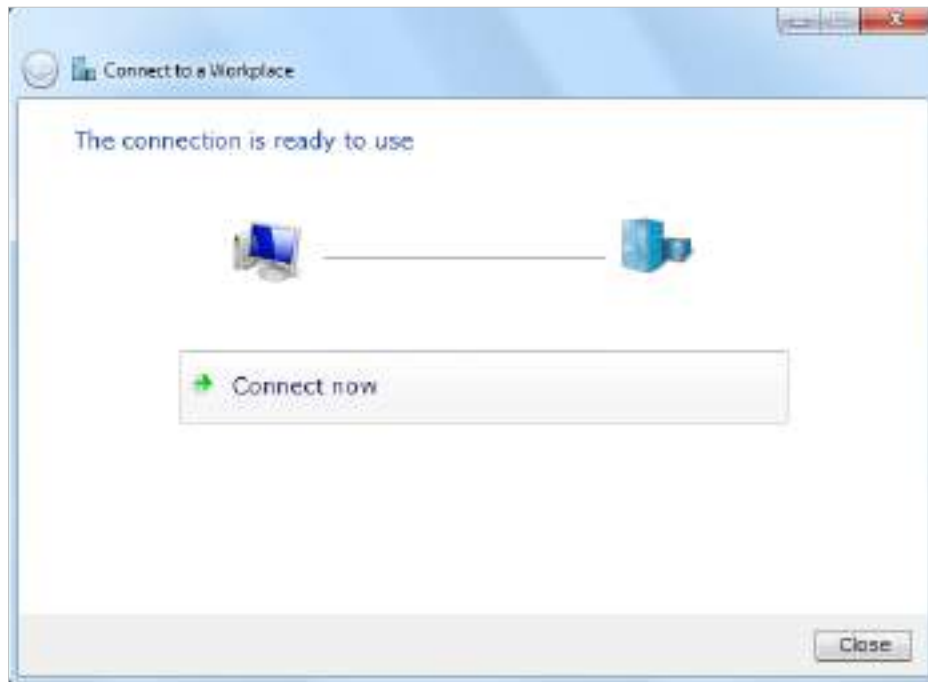 Connect to a Workplace
The connection is ready to use
Connect now
Close